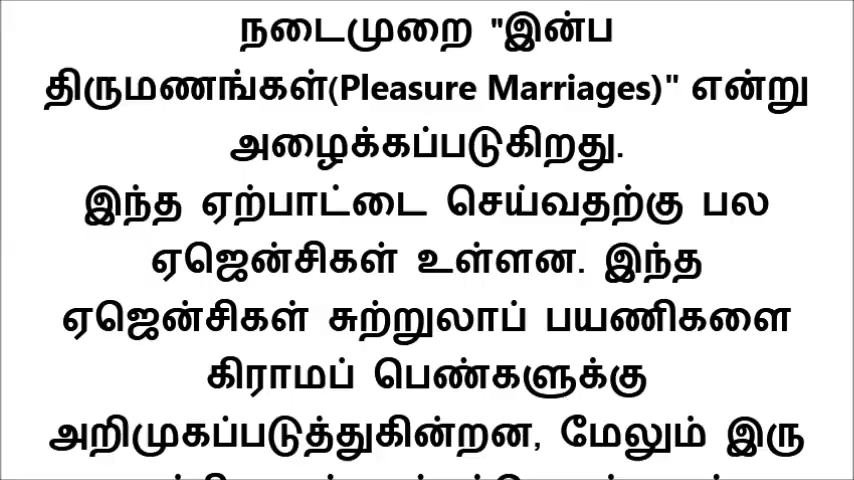 நடைமுறை "இன்ப
திருமணங்கள்(Pleasure Marriages)" என்று
அழைக்கப்படுகிறது.
இந்த ஏற்பாட்டை செய்வதற்கு பல
ஏஜென்சிகள் உள்ளன. இந்த
ஏஜென்சிகள் சுற்றுலாப் பயணிகளை
கிராமப் பெண்களுக்கு
அறிமுகப்படுத்துகின்றன, மேலும் இரு